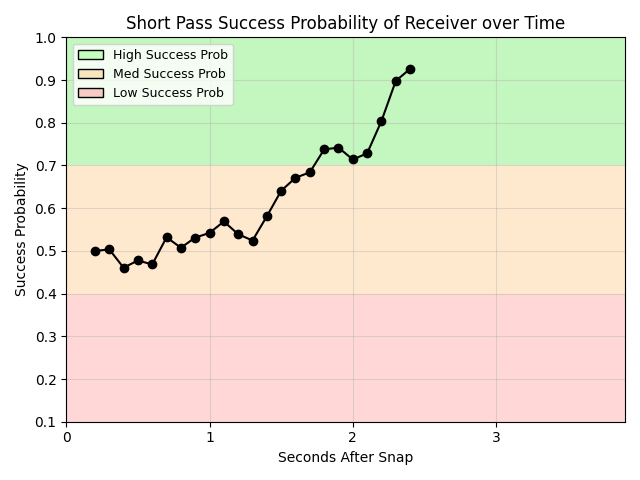 Short Pass Success Probability of Receiver over Time
High Success Prob
Med Success Prob
Low Success Prob
1.0
0.9
0.8
0.7
0.6
0.5
0.4
0.3
0.2
0.1
Success Probability
0 1 2 3
Seconds After Snap